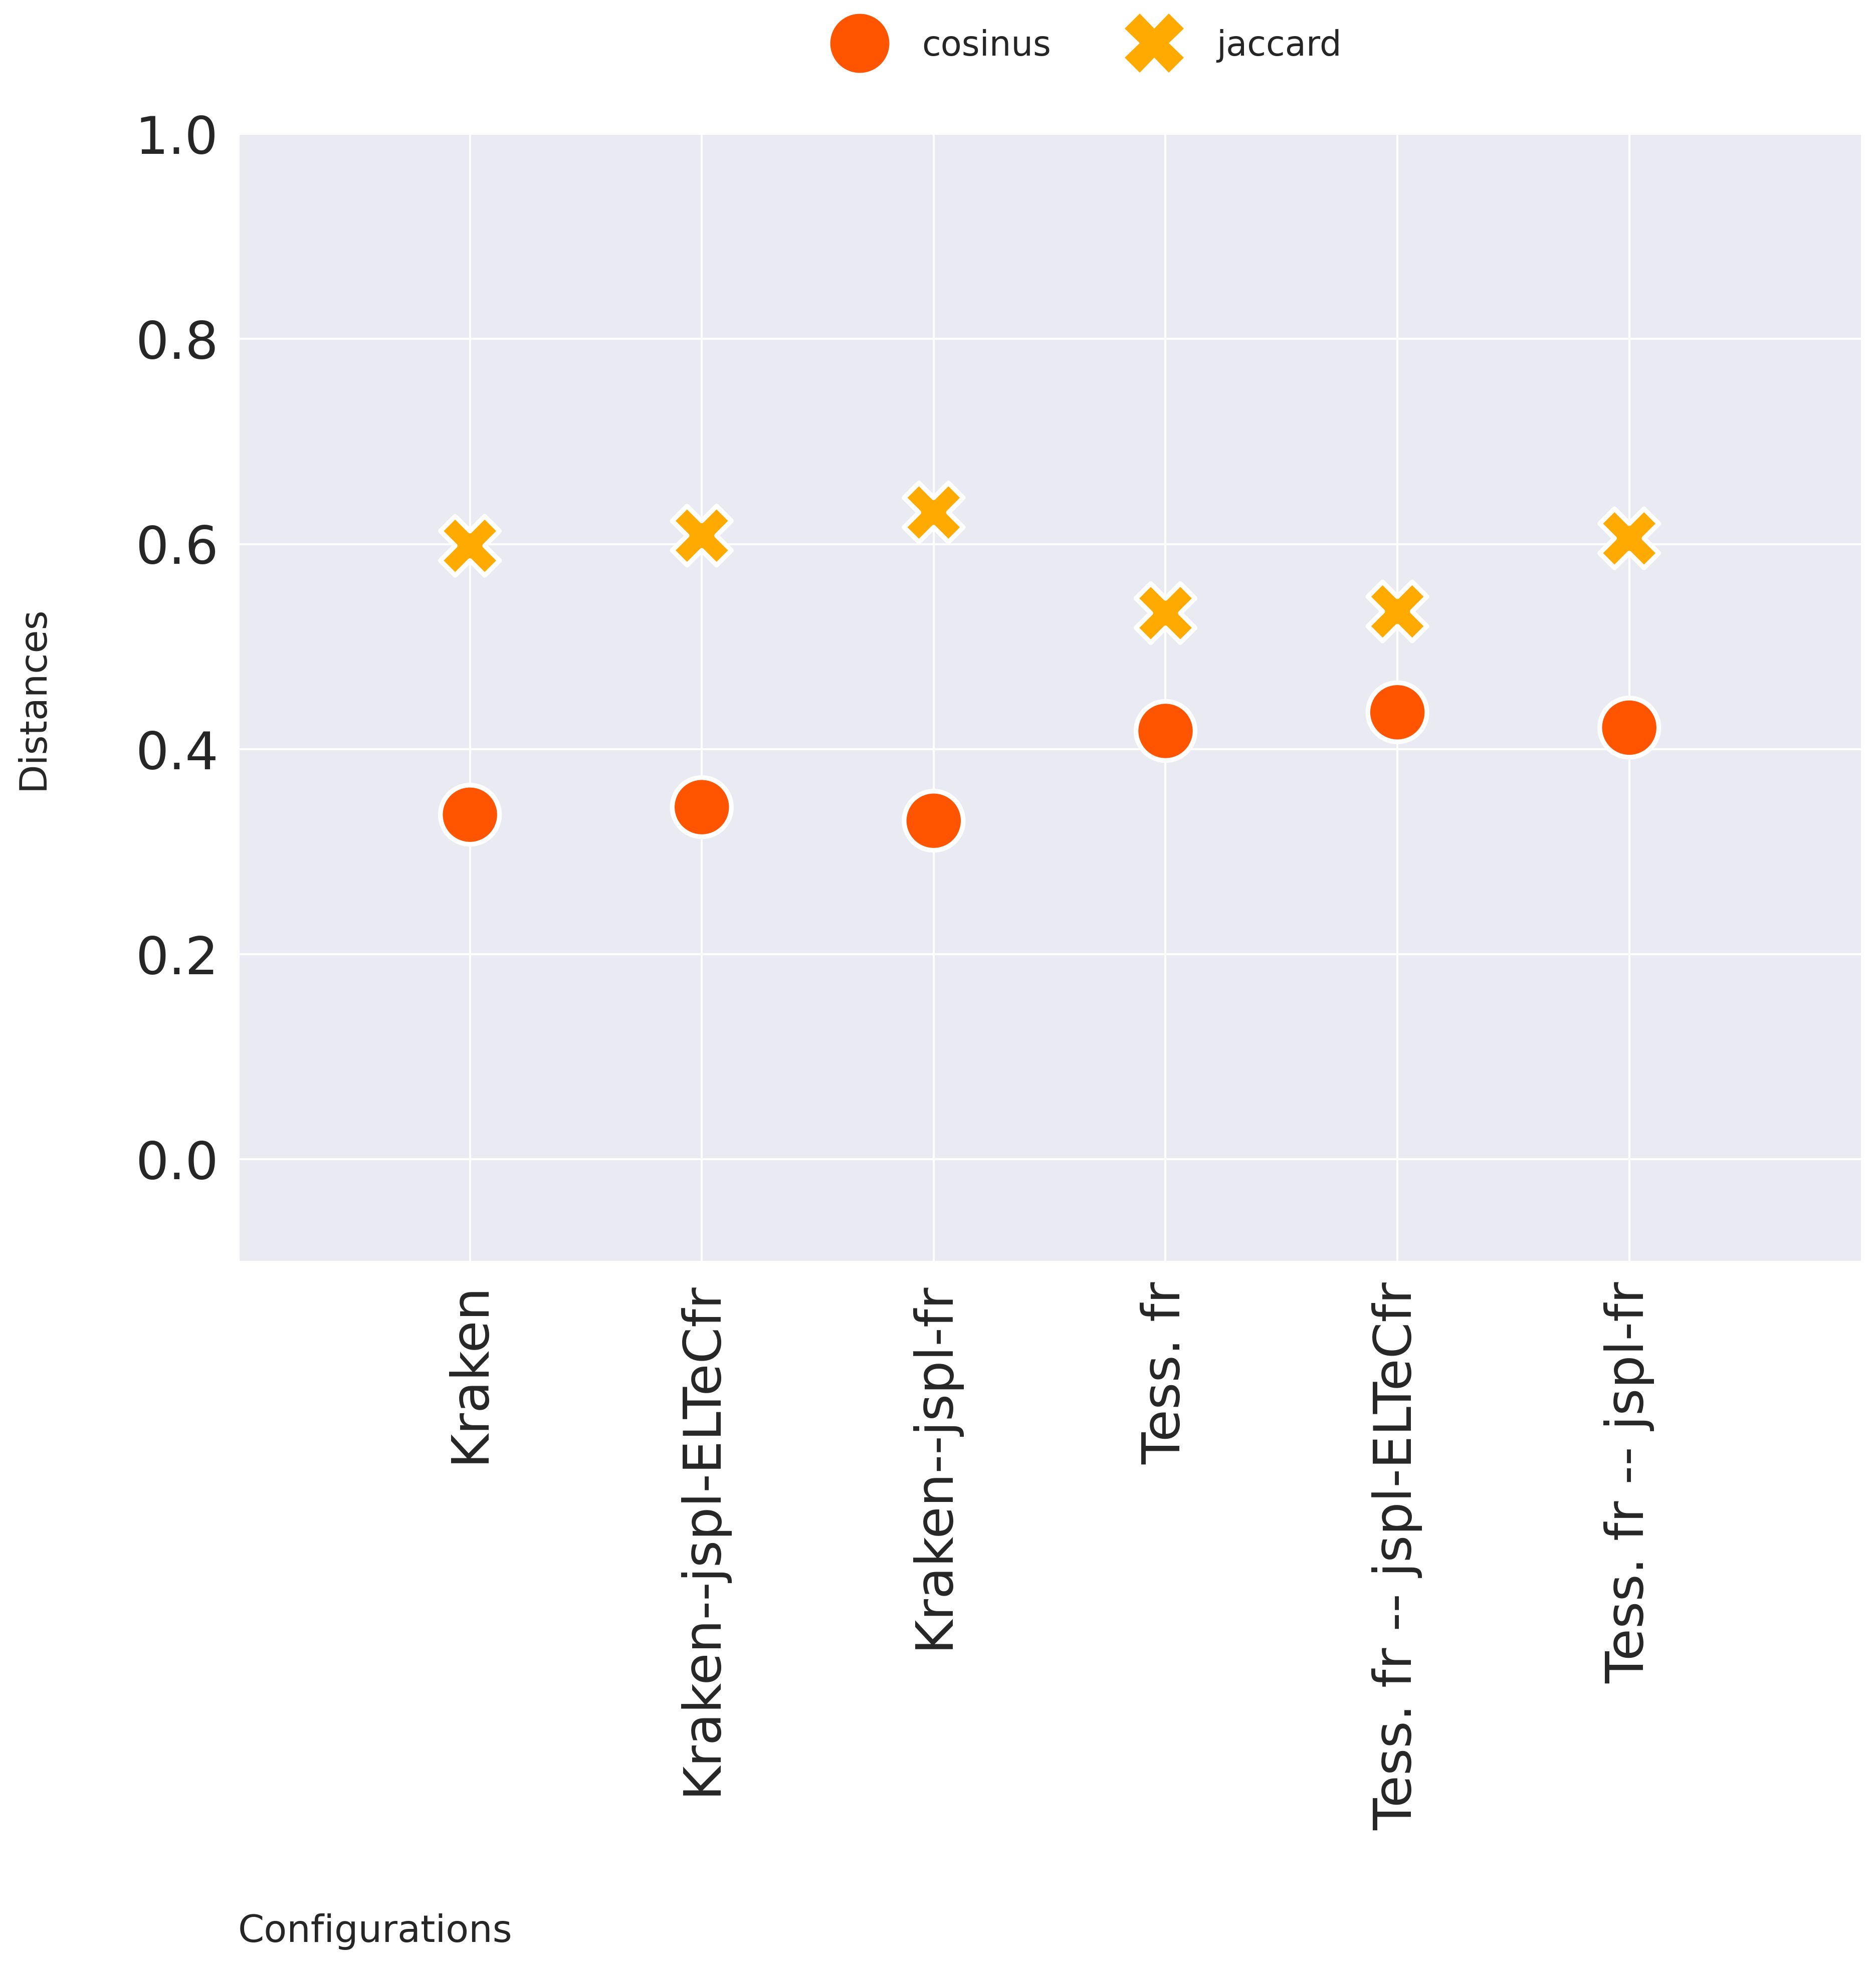 cosinus jaccard
1.0
0.8
0.6
0.4
0.2
0.0
Distances
Kraken
Kraken--jspl-ELTeCfr
Kraken--jspl-fr
Tess. fr
Tess. fr -- jspl-ELTeCfr
Tess. fr -- jspl-fr
Configurations